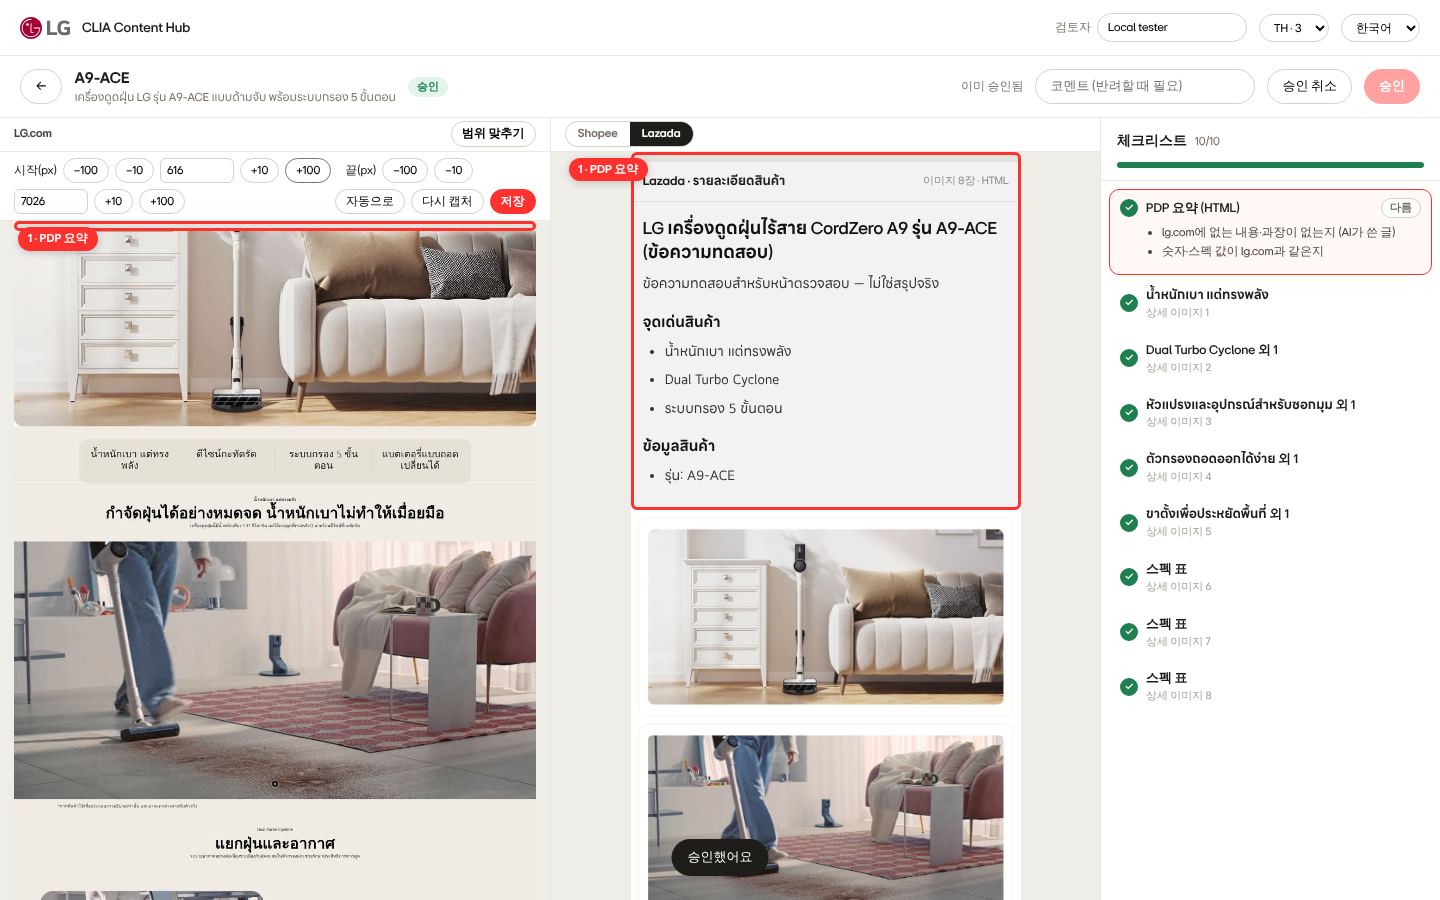 LG CLIA Content Hub
검토자 Local tester TH · 3 한국어
← A9-ACE
เครื่องดูดฝุ่น LG รุ่น A9-ACE แบบด้ามจับ พร้อมระบบกรอง 5 ขั้นตอน
승인
이미 승인됨 코멘트 (반려할 때 필요) 승인 취소 승인
LG.com 범위 맞추기
시작(px) −100 −10 616 +10 +100 끝(px) −100 −10
7026 +10 +100 자동으로 다시 캡처 저장
1 · PDP 요약
น้ำหนักเบา แต่ทรง
พลัง
ดีไซน์กะทัดรัด
ระบบกรอง 5 ขั้น
ตอน
แบตเตอรี่แบบถอด
เปลี่ยนได้
น้ำหนักเบา แต่ทรงพลัง
กำจัดฝุ่นได้อย่างหมดจด น้ำหนักเบาไม่ทำให้เมื่อยมือ
Dual Turbo Cyclone
แยกฝุ่นและอากาศ
Shopee Lazada
1 · PDP 요약
Lazada · รายละเอียดสินค้า 이미지 8장 · HTML
LG เครื่องดูดฝุ่นไร้สาย CordZero A9 รุ่น A9-ACE
(ข้อความทดสอบ)
ข้อความทดสอบสำหรับหน้าตรวจสอบ — ไม่ใช่สรุปจริง
จุดเด่นสินค้า
• น้ำหนักเบา แต่ทรงพลัง
• Dual Turbo Cyclone
• ระบบกรอง 5 ขั้นตอน
ข้อมูลสินค้า
• รุ่น: A9-ACE
승인했어요
체크리스트 10/10
PDP 요약 (HTML) 다름
• lg.com에 없는 내용·과장이 없는지 (AI가 쓴 글)
• 숫자·스펙 값이 lg.com과 같은지
น้ำหนักเบา แต่ทรงพลัง
상세 이미지 1
Dual Turbo Cyclone 외 1
상세 이미지 2
หัวแปรงและอุปกรณ์สำหรับซอกมุม 외 1
상세 이미지 3
ตัวกรองถอดออกได้ง่าย 외 1
상세 이미지 4
ขาตั้งเพื่อประหยัดพื้นที่ 외 1
상세 이미지 5
스펙 표
상세 이미지 6
스펙 표
상세 이미지 7
스펙 표
상세 이미지 8